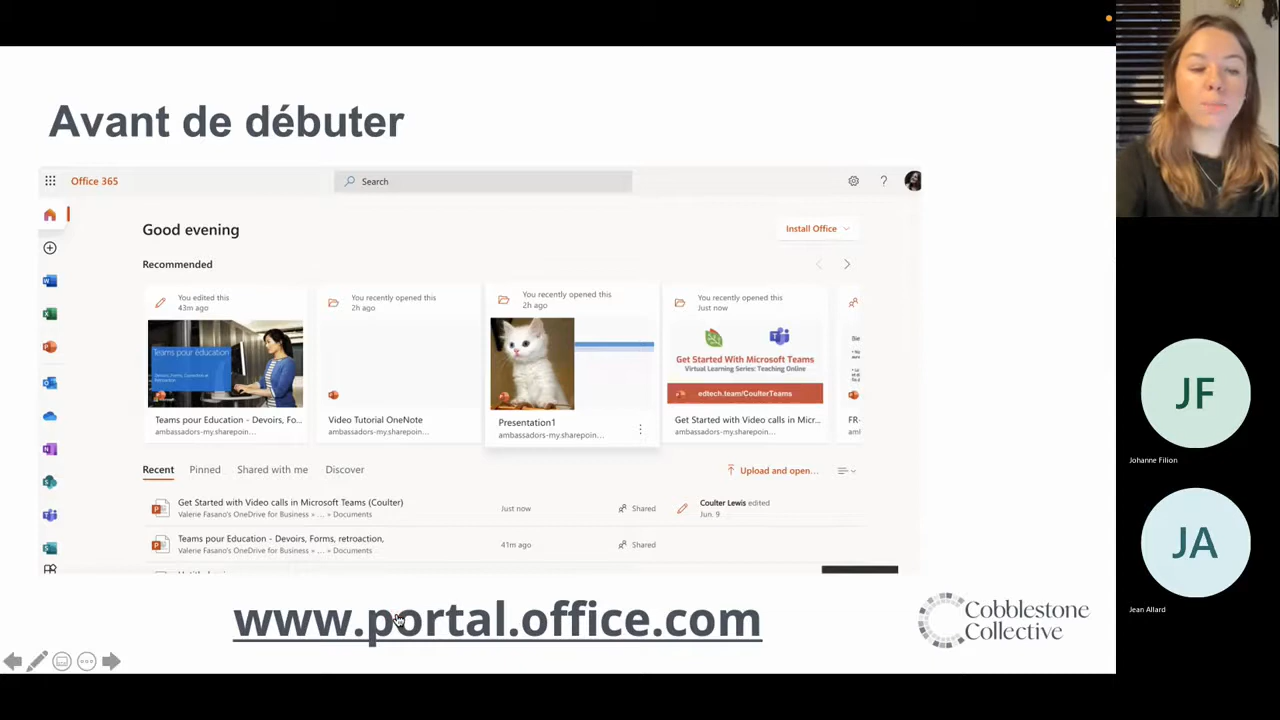 Avant de débuter
Office 365
Search
Good evening
Install Office
Recommended
You edited this
43m ago
You recently opened this
2h ago
You recently opened this
2h ago
You recently opened this
Just now
Teams pour éducation
Get Started With Microsoft Teams
Virtual Learning Series: Teaching Online
edtech.team/CoulterTeams
Teams pour Education - Devoirs, Fo...
ambassadors-my.sharepoin...
Video Tutorial OneNote
ambassadors-my.sharepoin...
Presentation1
ambassadors-my.sharepoin...
Get Started with Video calls in Micr...
ambassadors-my.sharepoin...
Recent
Pinned
Shared with me
Discover
Upload and open...
Get Started with Video calls in Microsoft Teams (Coulter)
Valerie Fasano's OneDrive for Business » ... » Documents
Just now
Shared
Coulter Lewis edited
Jun. 9
Teams pour Education - Devoirs, Forms, retroaction,
Valerie Fasano's OneDrive for Business » ... » Documents
41m ago
Shared
www.portal.office.com
Cobblestone
Collective
JF
Johanne Filion
JA
Jean Allard